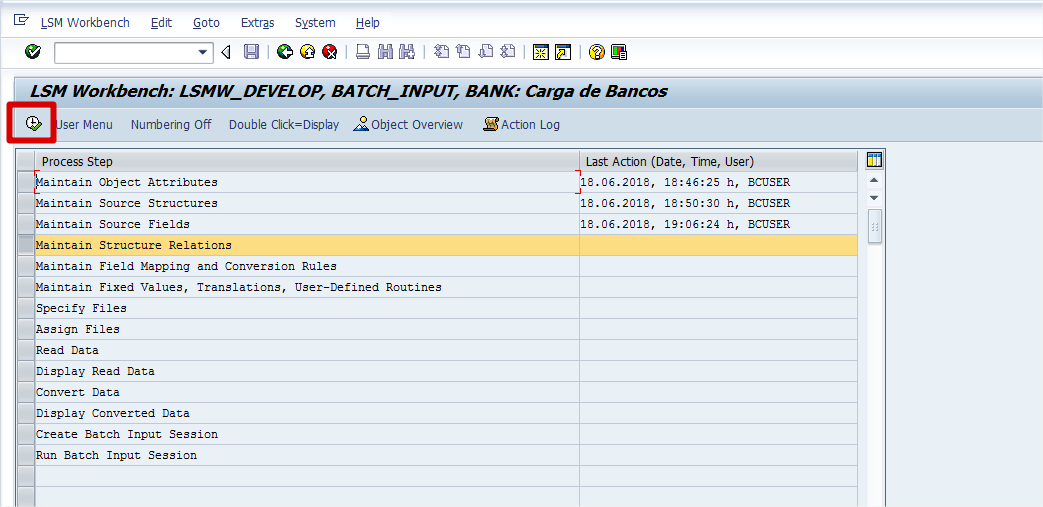 LSM Workbench Edit Goto Extras System Help
LSM Workbench: LSMW_DEVELOP, BATCH_INPUT, BANK: Carga de Bancos
User Menu Numbering Off Double Click=Display Object Overview Action Log
Process Step Last Action (Date, Time, User)
Maintain Object Attributes 18.06.2018, 18:46:25 h, BCUSER
Maintain Source Structures 18.06.2018, 18:50:30 h, BCUSER
Maintain Source Fields 18.06.2018, 19:06:24 h, BCUSER
Maintain Structure Relations
Maintain Field Mapping and Conversion Rules
Maintain Fixed Values, Translations, User-Defined Routines
Specify Files
Assign Files
Read Data
Display Read Data
Convert Data
Display Converted Data
Create Batch Input Session
Run Batch Input Session